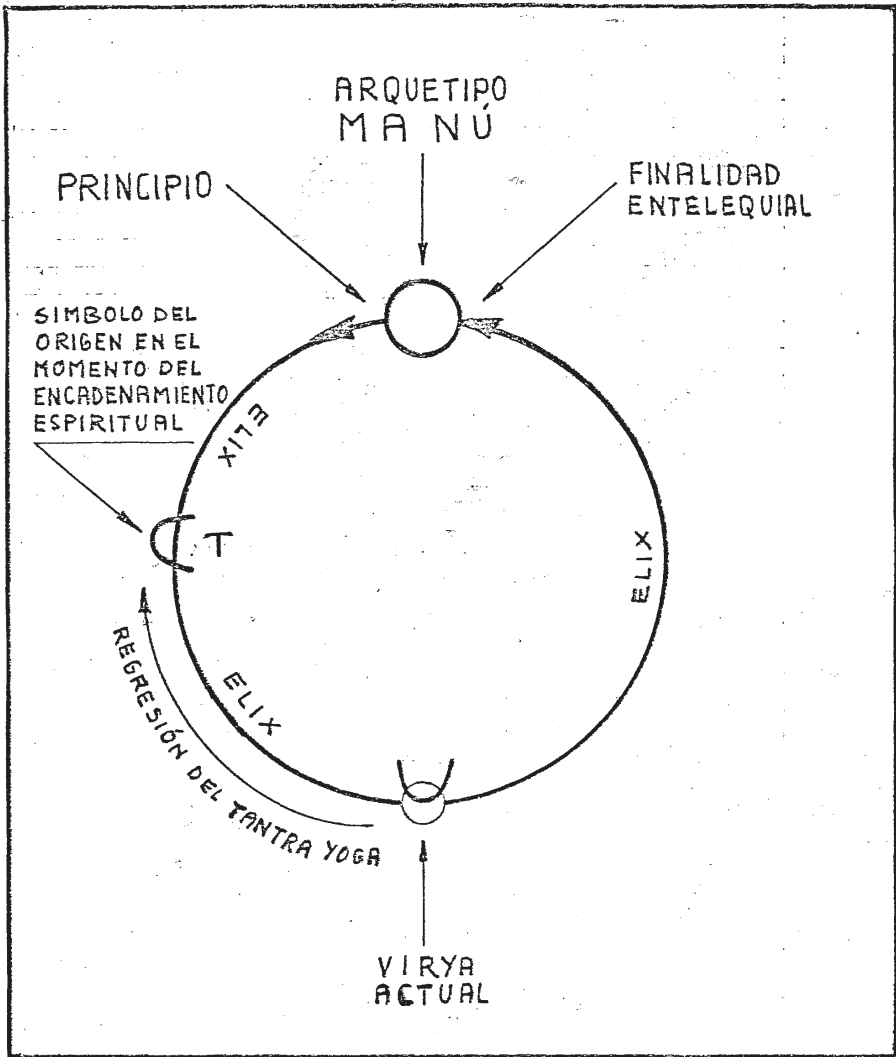 ARQUETIPO
MANÚ
PRINCIPIO
FINALIDAD
ENTELEQUIAL
SIMBOLO DEL
ORIGEN EN EL
MOMENTO DEL
ENCADENAMIENTO
ESPIRITUAL
ELIX
T
ELIX
ELIX
REGRESIÓN DEL TANTRA YOGA
VIRYA
ACTUAL